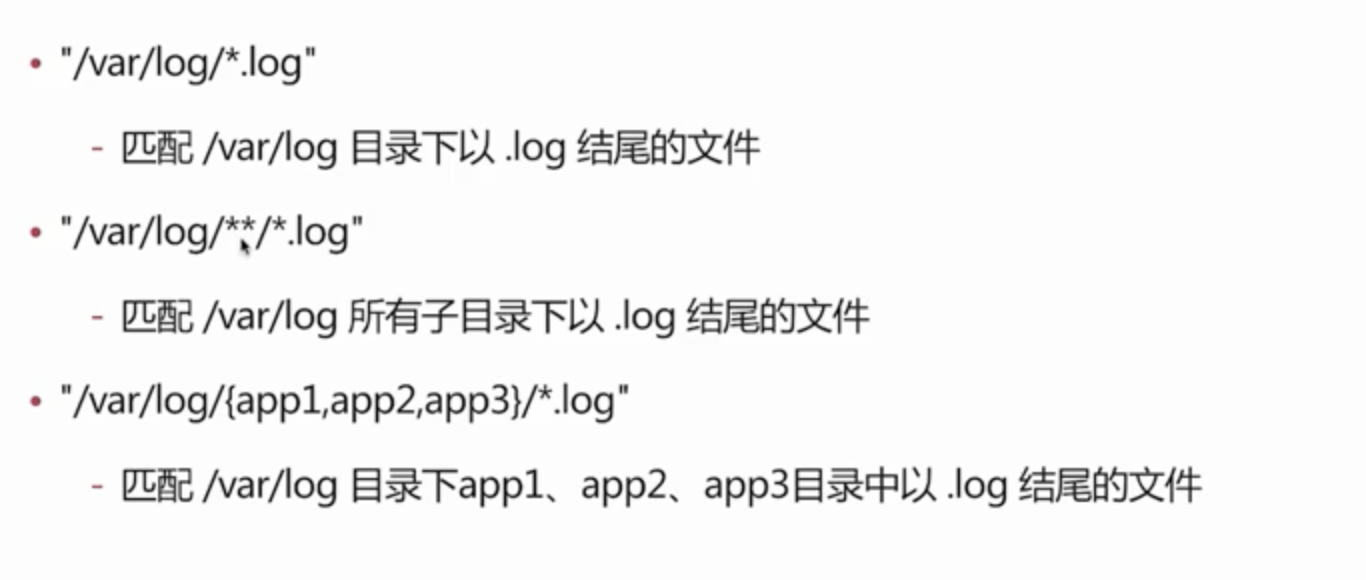 • "/var/log/*.log"
- 匹配 /var/log 目录下以 .log 结尾的文件
• "/var/log/**/*.log"
- 匹配 /var/log 所有子目录下以 .log 结尾的文件
• "/var/log/{app1,app2,app3}/*.log"
- 匹配 /var/log 目录下app1、app2、app3目录中以 .log 结尾的文件